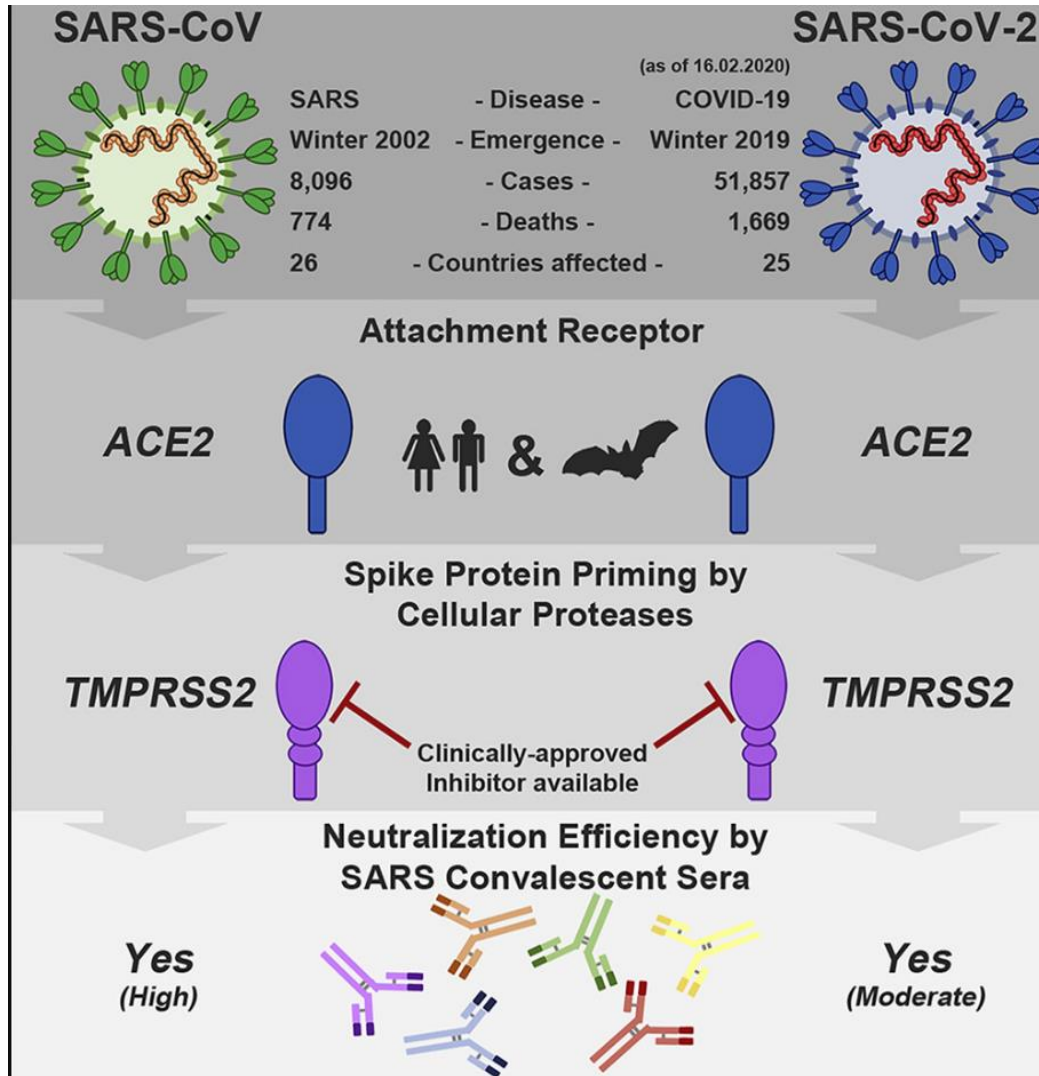 SARS-CoV
SARS-CoV-2
(as of 16.02.2020)
SARS - Disease - COVID-19
Winter 2002 - Emergence - Winter 2019
8,096 - Cases - 51,857
774 - Deaths - 1,669
26 - Countries affected - 25
Attachment Receptor
ACE2 & ACE2
Spike Protein Priming by
Cellular Proteases
TMPRSS2 TMPRSS2
Clinically-approved
Inhibitor available
Neutralization Efficiency by
SARS Convalescent Sera
Yes Yes
(High) (Moderate)